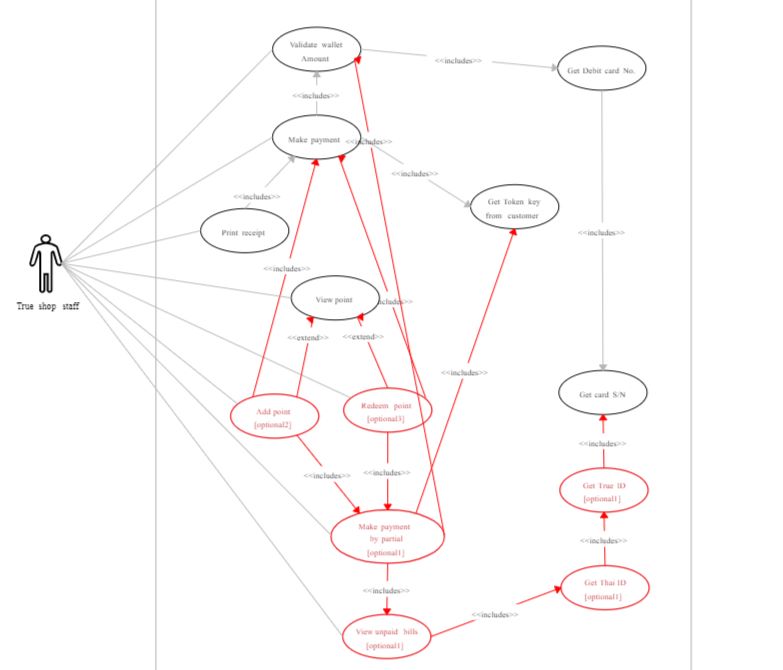 Validate wallet
Amount
<<includes>>
Get Debit card No.
<<includes>>
Make payment
<<includes>>
<<includes>>
<<includes>>
Get Token key
from customer
Print receipt
<<includes>>
True shop staff
<<includes>>
View point
cludes>>
<<extend>>
<<extend>>
<<includes>>
Get card S/N
Add point
[optional2]
Redeem point
[optional3]
<<includes>>
<<includes>>
<<includes>>
Get True ID
[optional1]
Make payment
by partial
[optional1]
<<includes>>
<<includes>>
Get Thai ID
[optional1]
<<includes>>
View unpaid bills
[optional1]